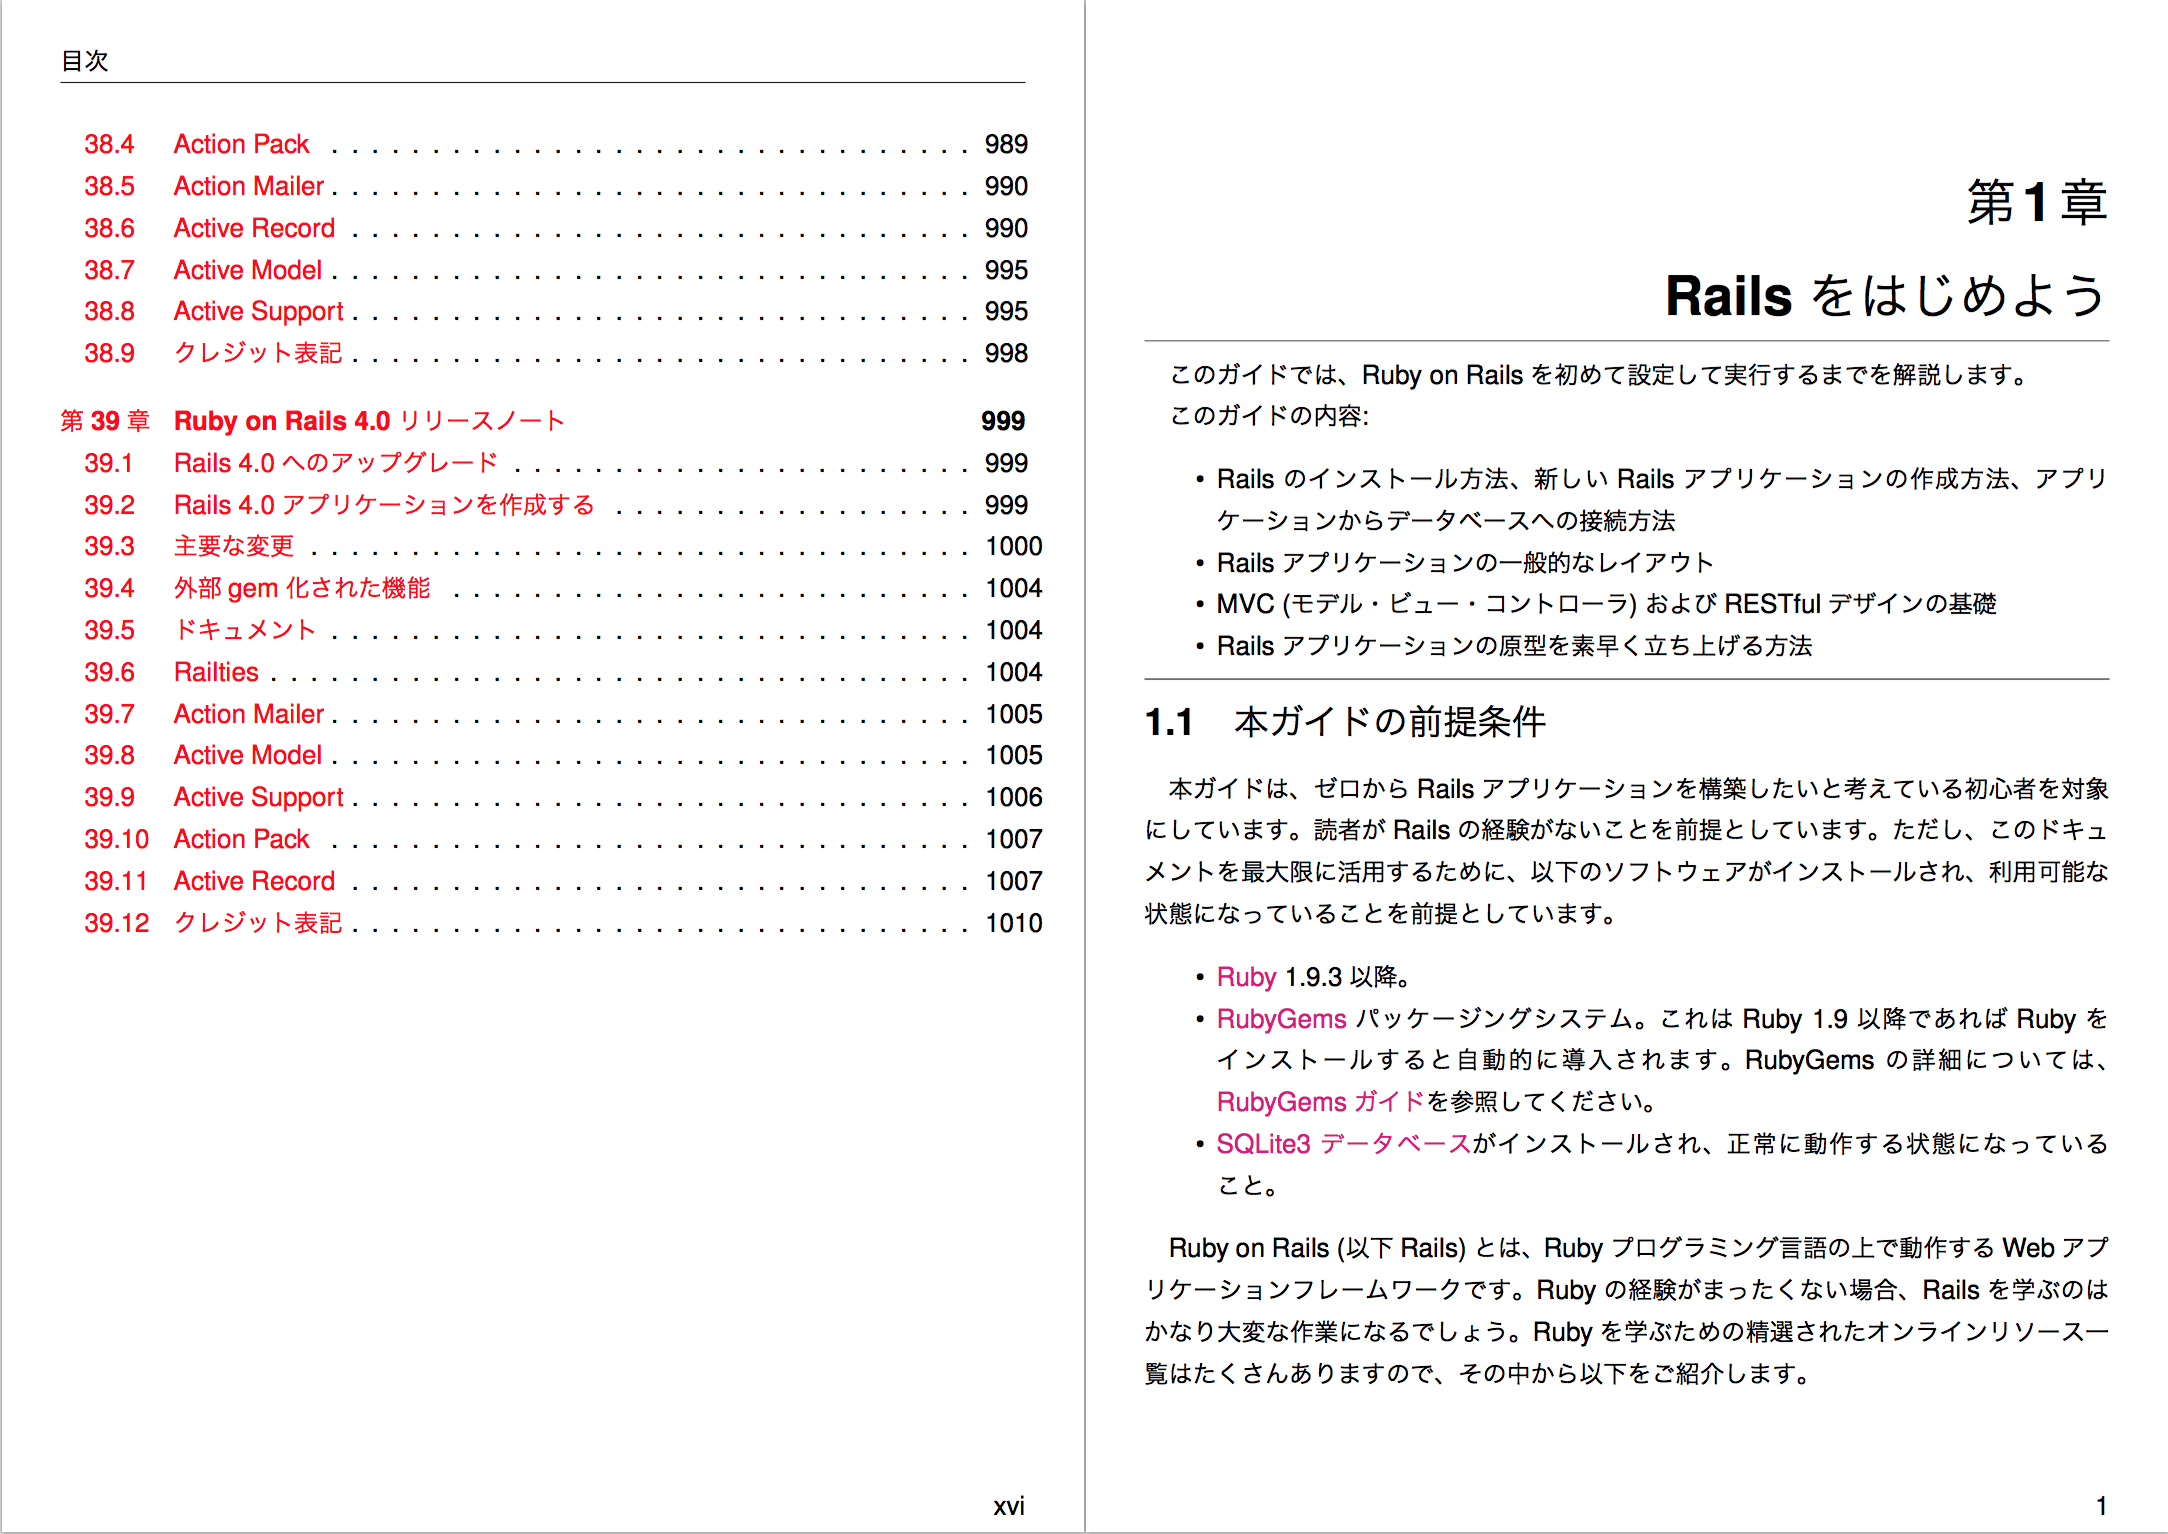 目次
38.4 Action Pack . . . . . . . . . . . . . . . . . . . . . . . . . . . . . . . . 989
38.5 Action Mailer . . . . . . . . . . . . . . . . . . . . . . . . . . . . . . . . 990
38.6 Active Record . . . . . . . . . . . . . . . . . . . . . . . . . . . . . . . 990
38.7 Active Model . . . . . . . . . . . . . . . . . . . . . . . . . . . . . . . . 995
38.8 Active Support . . . . . . . . . . . . . . . . . . . . . . . . . . . . . . . 995
38.9 クレジット表記 . . . . . . . . . . . . . . . . . . . . . . . . . . . . . . . 998
第 39 章 Ruby on Rails 4.0 リリースノート 999
39.1 Rails 4.0 へのアップグレード . . . . . . . . . . . . . . . . . . . . . . . 999
39.2 Rails 4.0 アプリケーションを作成する . . . . . . . . . . . . . . . . . . 999
39.3 主要な変更 . . . . . . . . . . . . . . . . . . . . . . . . . . . . . . . . . 1000
39.4 外部 gem 化された機能 . . . . . . . . . . . . . . . . . . . . . . . . . . 1004
39.5 ドキュメント . . . . . . . . . . . . . . . . . . . . . . . . . . . . . . . . 1004
39.6 Railties . . . . . . . . . . . . . . . . . . . . . . . . . . . . . . . . . . . 1004
39.7 Action Mailer . . . . . . . . . . . . . . . . . . . . . . . . . . . . . . . . 1005
39.8 Active Model . . . . . . . . . . . . . . . . . . . . . . . . . . . . . . . . 1005
39.9 Active Support . . . . . . . . . . . . . . . . . . . . . . . . . . . . . . . 1006
39.10 Action Pack . . . . . . . . . . . . . . . . . . . . . . . . . . . . . . . . 1007
39.11 Active Record . . . . . . . . . . . . . . . . . . . . . . . . . . . . . . . 1007
39.12 クレジット表記 . . . . . . . . . . . . . . . . . . . . . . . . . . . . . . . 1010
xvi
第 1 章
Rails をはじめよう
このガイドでは、Ruby on Rails を初めて設定して実行するまでを解説します。
このガイドの内容:
• Rails のインストール方法、新しい Rails アプリケーションの作成方法、アプリ
ケーションからデータベースへの接続方法
• Rails アプリケーションの一般的なレイアウト
• MVC (モデル・ビュー・コントローラ) および RESTful デザインの基礎
• Rails アプリケーションの原型を素早く立ち上げる方法
1.1 本ガイドの前提条件
本ガイドは、ゼロから Rails アプリケーションを構築したいと考えている初心者を対象
にしています。読者が Rails の経験がないことを前提としています。ただし、このドキュ
メントを最大限に活用するために、以下のソフトウェアがインストールされ、利用可能な
状態になっていることを前提としています。
• Ruby 1.9.3 以降。
• RubyGems パッケージングシステム。これは Ruby 1.9 以降であれば Ruby を
インストールすると自動的に導入されます。RubyGems の詳細については、
RubyGems ガイドを参照してください。
• SQLite3 データベースがインストールされ、正常に動作する状態になっている
こと。
Ruby on Rails (以下 Rails) とは、Ruby プログラミング言語の上で動作する Web アプ
リケーションフレームワークです。Ruby の経験がまったくない場合、Rails を学ぶのは
かなり大変な作業になるでしょう。Ruby を学ぶための精選されたオンラインリソース一
覧はたくさんありますので、その中から以下をご紹介します。
1